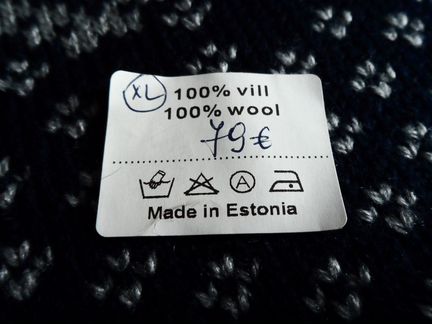 XL 100% vill
100% wool
79€
A
Made in Estonia